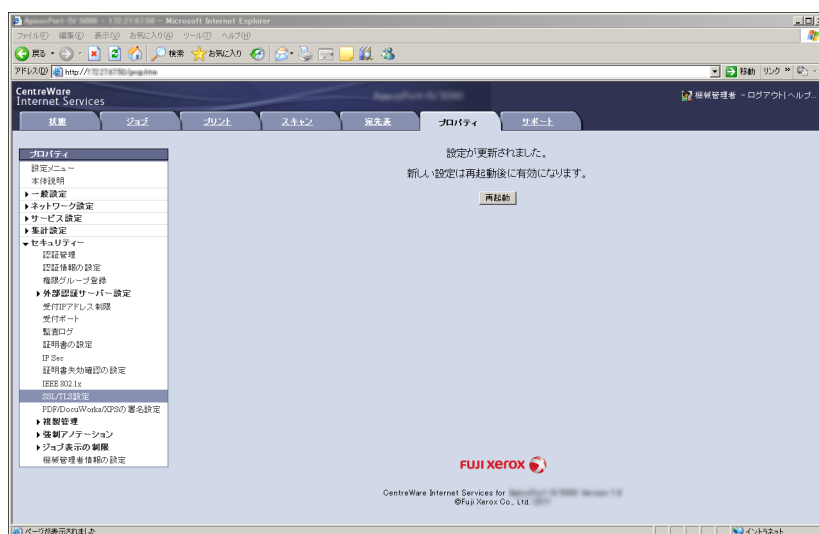 Microsoft Internet Explorer
ファイル(F) 編集(E) 表示(V) お気に入り(A) ツール(T) ヘルプ(H)
戻る 検索 お気に入り
アドレス(D) http:// 移動 リンク »
CentreWare
Internet Services
機械管理者 - ログアウト| ヘルプ...
状態 ジョブ プリント スキャン 宛先表 プロパティ サポート
プロパティ
設定メニュー
本体説明
一般設定
ネットワーク設定
サービス設定
集計設定
セキュリティー
認証管理
認証情報の設定
権限グループ登録
外部認証サーバー設定
受付IPアドレス制限
受付ポート
監査ログ
証明書の設定
IP Sec
証明書失効確認の設定
IEEE 802.1x
SSL/TLS設定
PDF/DocuWorks/XPSの署名設定
複製管理
強制アノテーション
ジョブ表示の制限
機械管理者情報の設定
設定が更新されました。
新しい設定は再起動後に有効になります。
再起動
FUJI XEROX
CentreWare Internet Services for
©Fuji Xerox Co., Ltd.
ページが表示されました
イントラネット